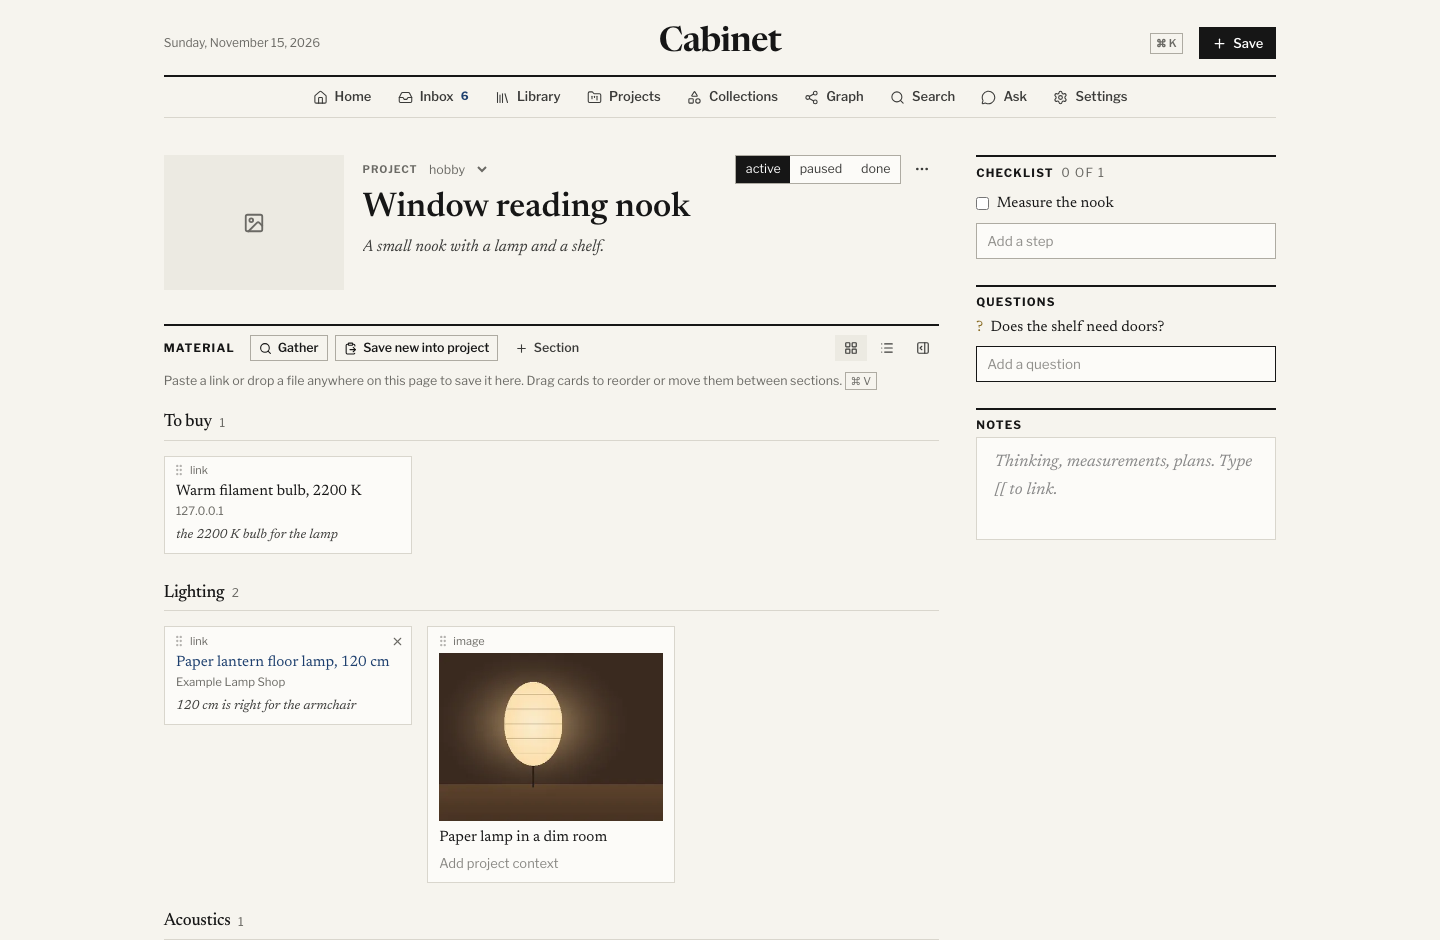 Sunday, November 15, 2026
Cabinet
⌘ K
+ Save
Home
Inbox 6
Library
Projects
Collections
Graph
Search
Ask
Settings
PROJECT hobby
active paused done
Window reading nook
A small nook with a lamp and a shelf.
MATERIAL
Gather
Save new into project
+ Section
Paste a link or drop a file anywhere on this page to save it here. Drag cards to reorder or move them between sections. ⌘ V
To buy 1
link
Warm filament bulb, 2200 K
127.0.0.1
the 2200 K bulb for the lamp
Lighting 2
link
Paper lantern floor lamp, 120 cm
Example Lamp Shop
120 cm is right for the armchair
image
Paper lamp in a dim room
Add project context
Acoustics 1
CHECKLIST 0 OF 1
Measure the nook
Add a step
QUESTIONS
? Does the shelf need doors?
Add a question
NOTES
Thinking, measurements, plans. Type
[[ to link.